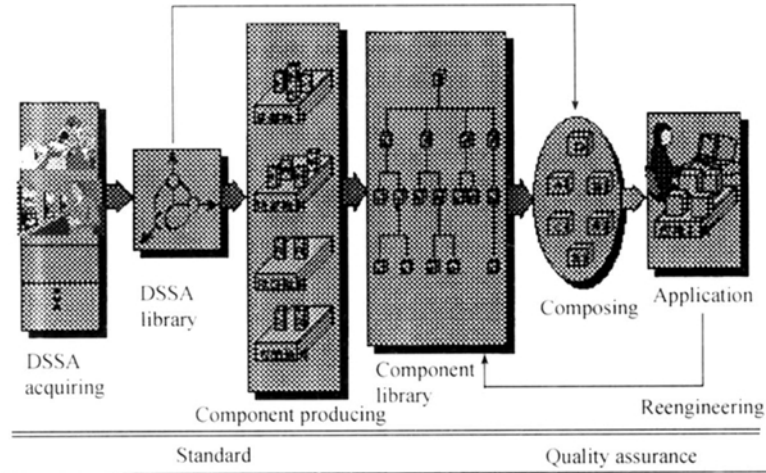 DSSA
acquiring
DSSA
library
Component producing
Component
library
Composing
Application
Reengineering
Standard
Quality assurance